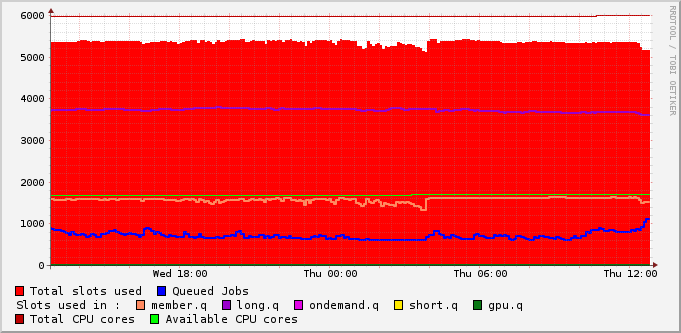 6000
5000
4000
3000
2000
1000
0
Wed 18:00 Thu 00:00 Thu 06:00 Thu 12:00
Total slots used Queued Jobs
Slots used in : member.q long.q ondemand.q short.q gpu.q
Total CPU cores Available CPU cores
RRDTOOL / TOBI OETIKER